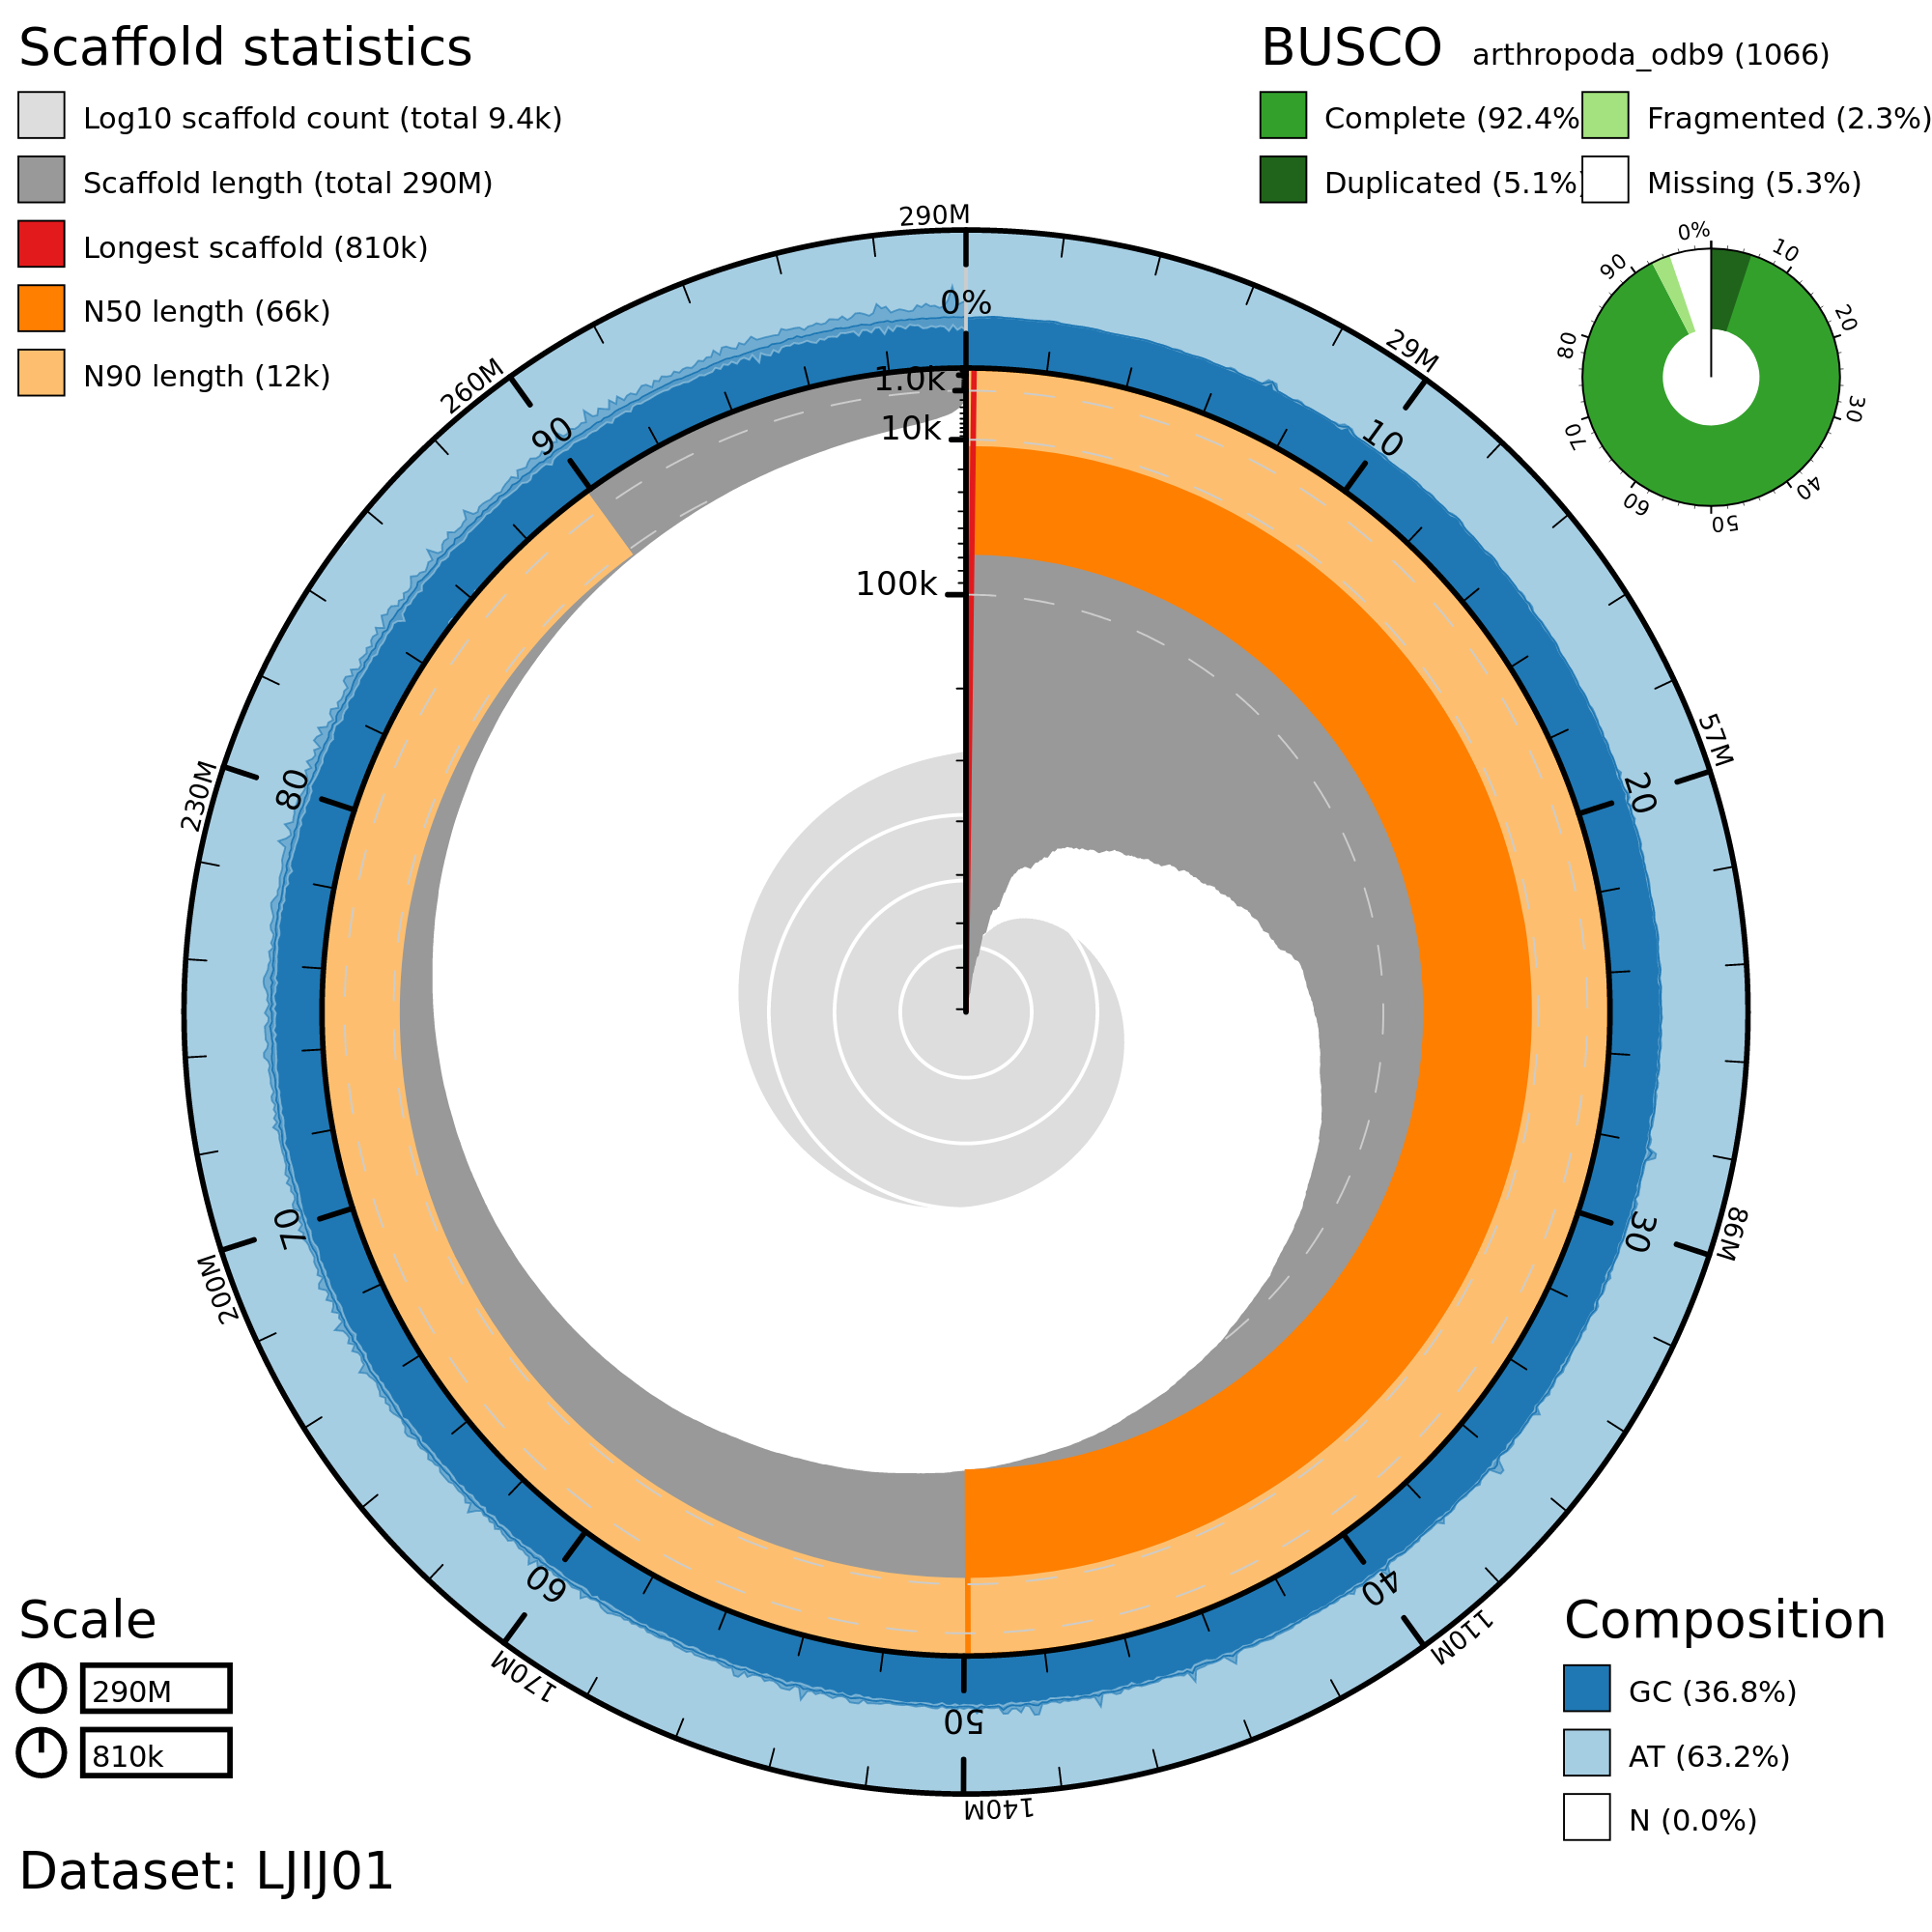 Scaffold statistics
Log10 scaffold count (total 9.4k)
Scaffold length (total 290M)
Longest scaffold (810k)
N50 length (66k)
N90 length (12k)
BUSCO arthropoda_odb9 (1066)
Complete (92.4%
Fragmented (2.3%)
Duplicated (5.1%)
Missing (5.3%)
0%
10
20
30
40
50
60
70
80
90
290M
29M
57M
86M
110M
140M
170M
200M
230M
260M
0%
10
20
30
40
50
60
70
80
90
1.0k
10k
100k
Scale
290M
810k
Composition
GC (36.8%)
AT (63.2%)
N (0.0%)
Dataset: LJIJ01